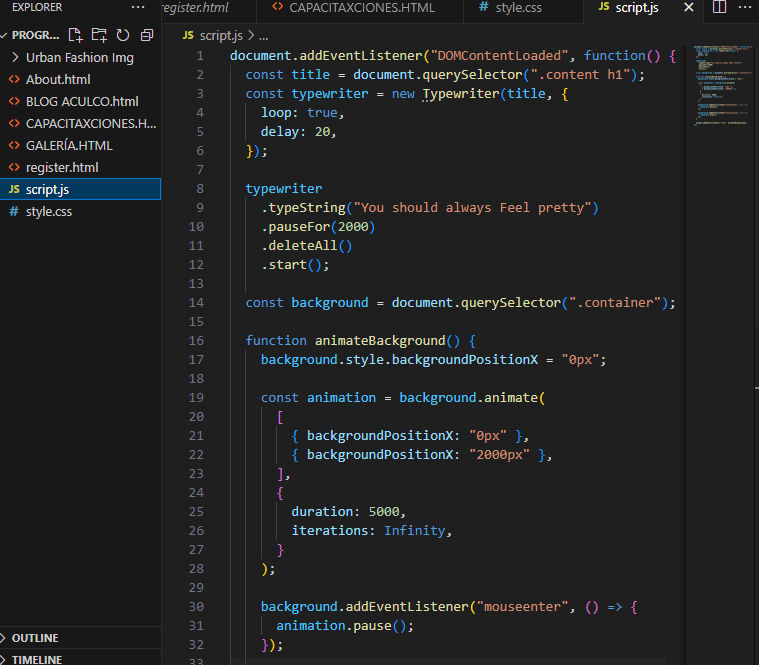 EXPLORER ...
PROGR...
Urban Fashion Img
<> About.html
<> BLOG ACULCO.html
<> CAPACITAXCIONES.H...
<> GALERÍA.HTML
<> register.html
JS script.js
# style.css
OUTLINE
TIMELINE
register.html <> CAPACITAXCIONES.HTML # style.css JS script.js ...
JS script.js > ...
1 document.addEventListener("DOMContentLoaded", function() {
2 const title = document.querySelector(".content h1");
3 const typewriter = new Typewriter(title, {
4 loop: true,
5 delay: 20,
6 });
7
8 typewriter
9 .typeString("You should always Feel pretty")
10 .pauseFor(2000)
11 .deleteAll()
12 .start();
13
14 const background = document.querySelector(".container");
15
16 function animateBackground() {
17 background.style.backgroundPositionX = "0px";
18
19 const animation = background.animate(
20 [
21 { backgroundPositionX: "0px" },
22 { backgroundPositionX: "2000px" },
23 ],
24 {
25 duration: 5000,
26 iterations: Infinity,
27 }
28 );
29
30 background.addEventListener("mouseenter", () => {
31 animation.pause();
32 });
33